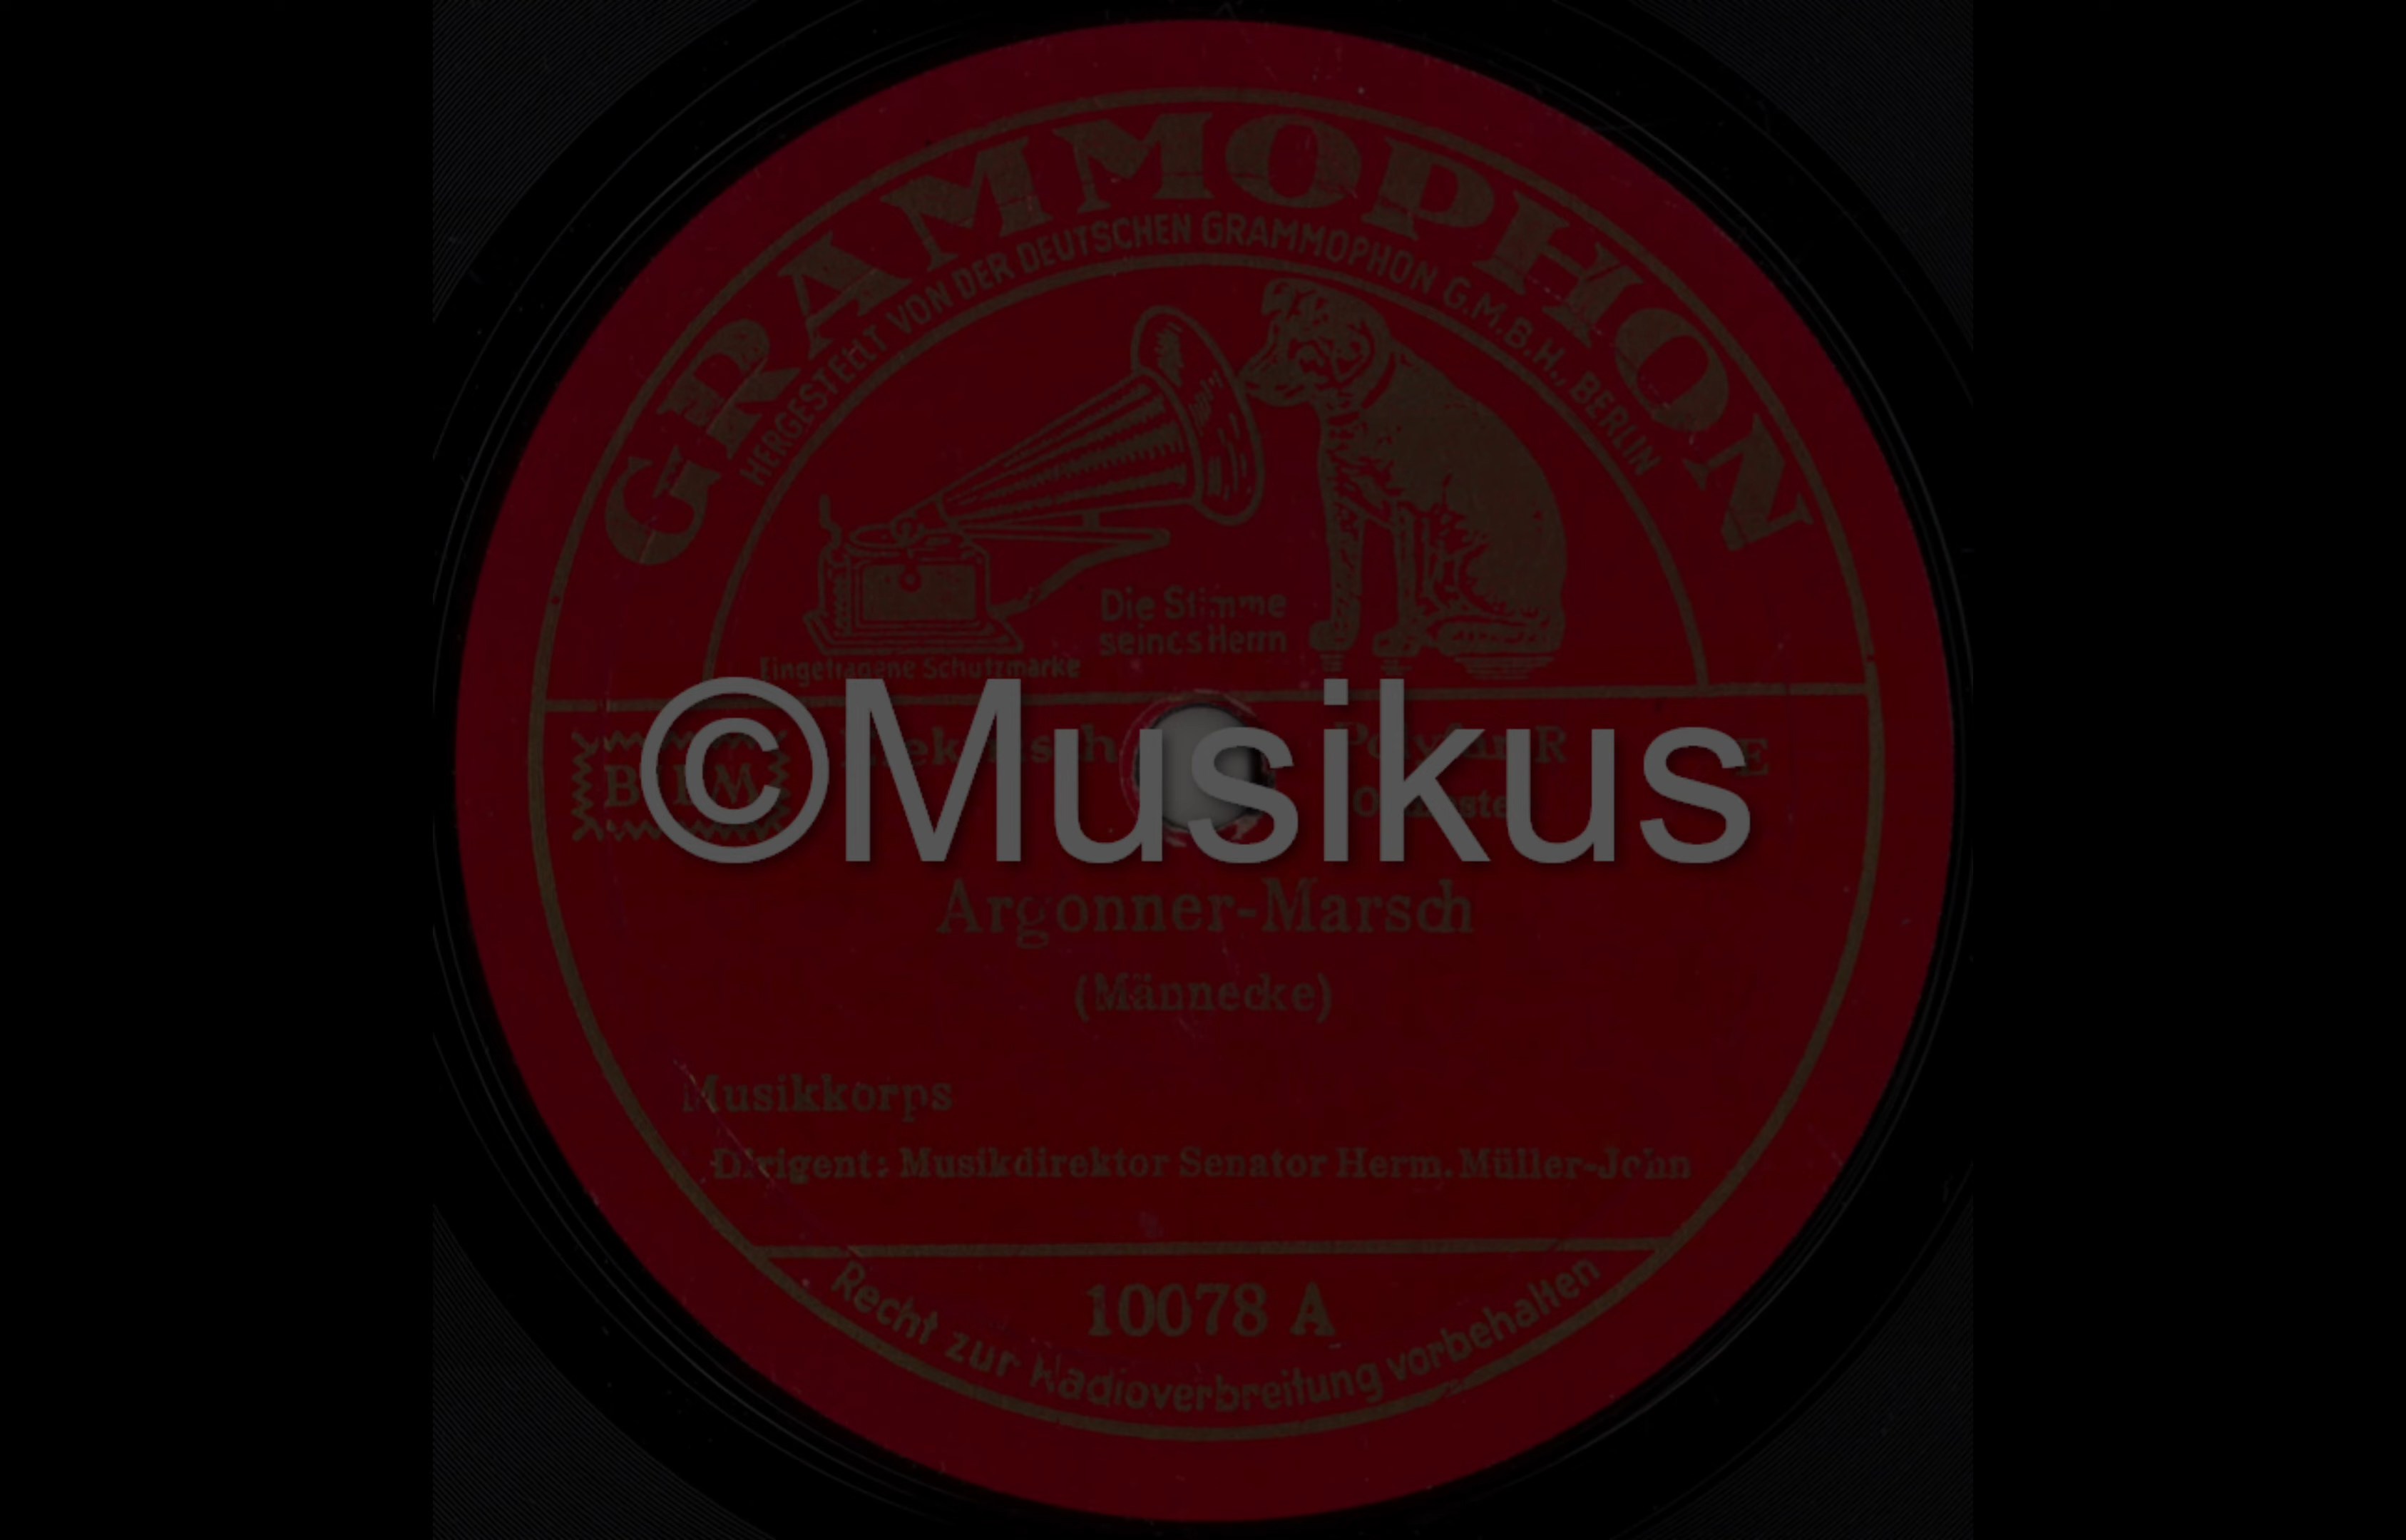 GRAMMOPHON
HERGESTELLT VON DER DEUTSCHEN GRAMMOPHON G.M.B.H., BERLIN
Die Stimme
seines Herrn
Eingetragene Schutzmarke
©Musikus
Argonner-Marsch
(Männecke)
Musikkorps
Dirigent: Musikdirektor Senator Herm. Müller-John
10078 A
Recht zur Radioverbreitung vorbehalten